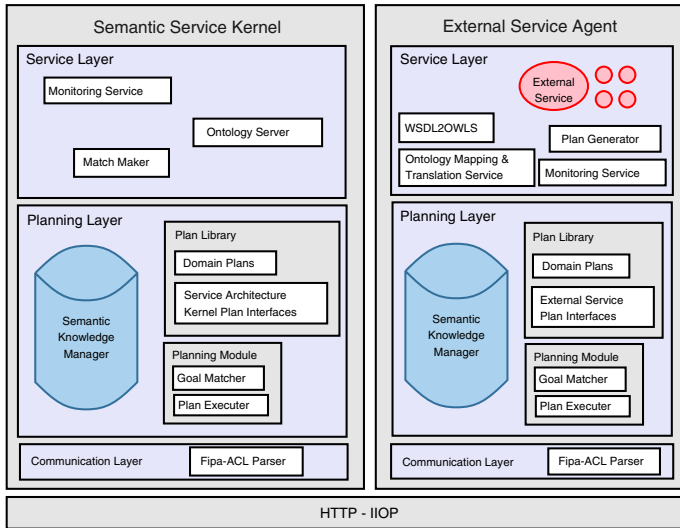 Semantic Service Kernel
Service Layer
Monitoring Service
Ontology Server
Match Maker
Planning Layer
Semantic
Knowledge
Manager
Plan Library
Domain Plans
Service Architecture
Kernel Plan Interfaces
Planning Module
Goal Matcher
Plan Executer
Communication Layer
Fipa-ACL Parser
External Service Agent
Service Layer
External
Service
WSDL2OWLS
Plan Generator
Ontology Mapping &
Translation Service
Monitoring Service
Planning Layer
Semantic
Knowledge
Manager
Plan Library
Domain Plans
External Service
Plan Interfaces
Planning Module
Goal Matcher
Plan Executer
Communication Layer
Fipa-ACL Parser
HTTP - IIOP